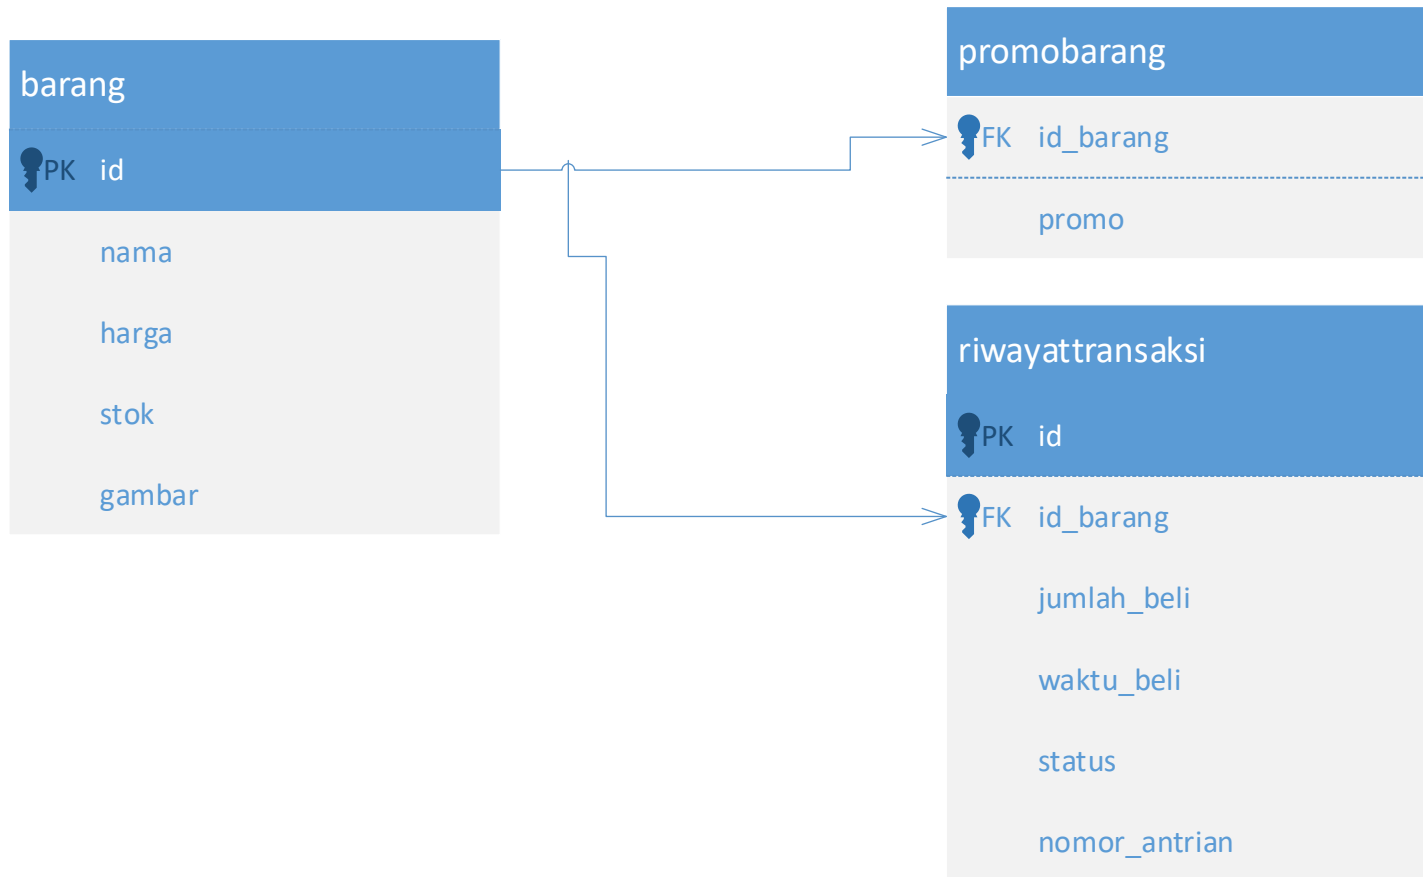 barang
PK id
nama
harga
stok
gambar
promobarang
FK id_barang
promo
riwayattransaksi
PK id
FK id_barang
jumlah_beli
waktu_beli
status
nomor_antrian